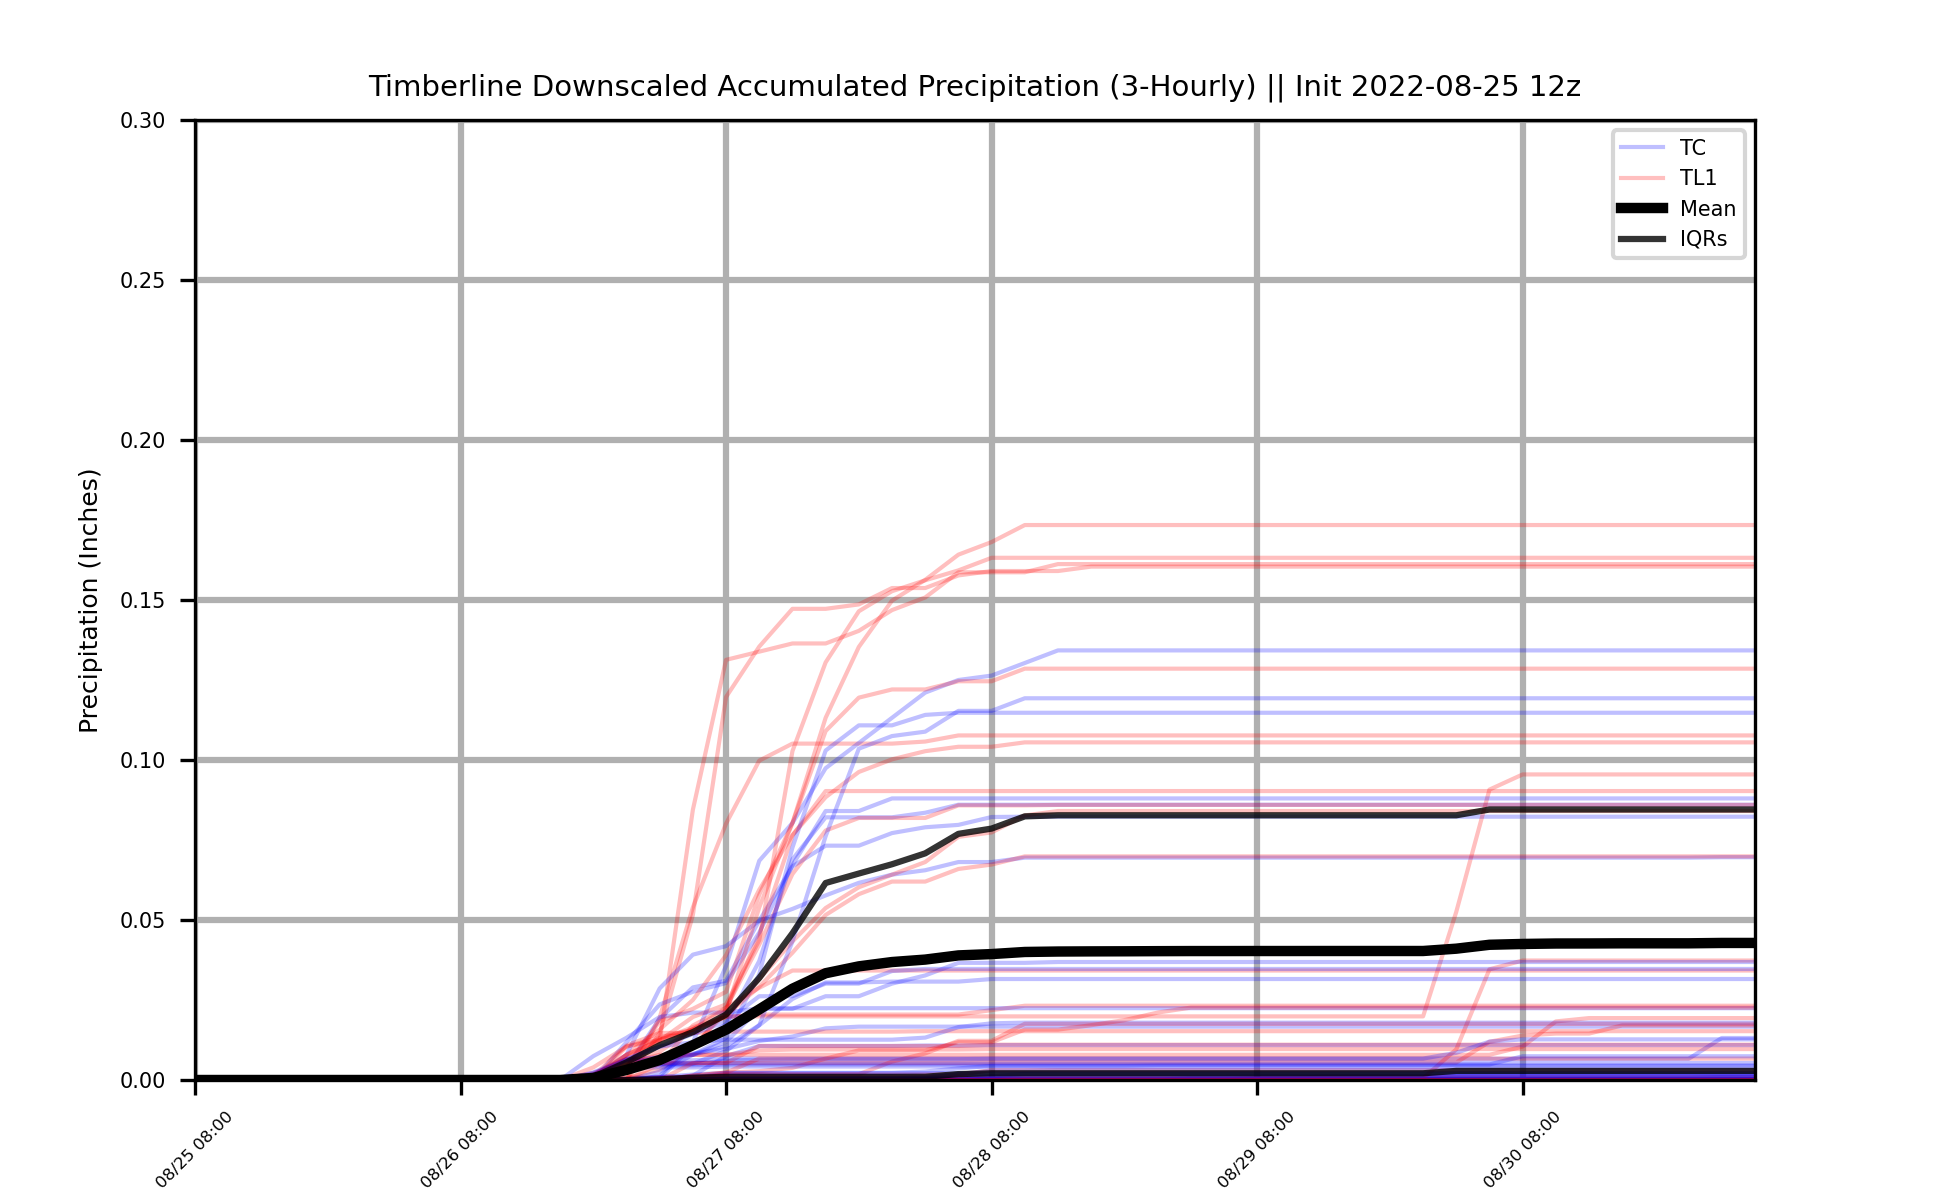 Timberline Downscaled Accumulated Precipitation (3-Hourly) || Init 2022-08-25 12z
TC
TL1
Mean
IQRs
Precipitation (Inches)
0.30
0.25
0.20
0.15
0.10
0.05
0.00
08/25 08:00
08/26 08:00
08/27 08:00
08/28 08:00
08/29 08:00
08/30 08:00